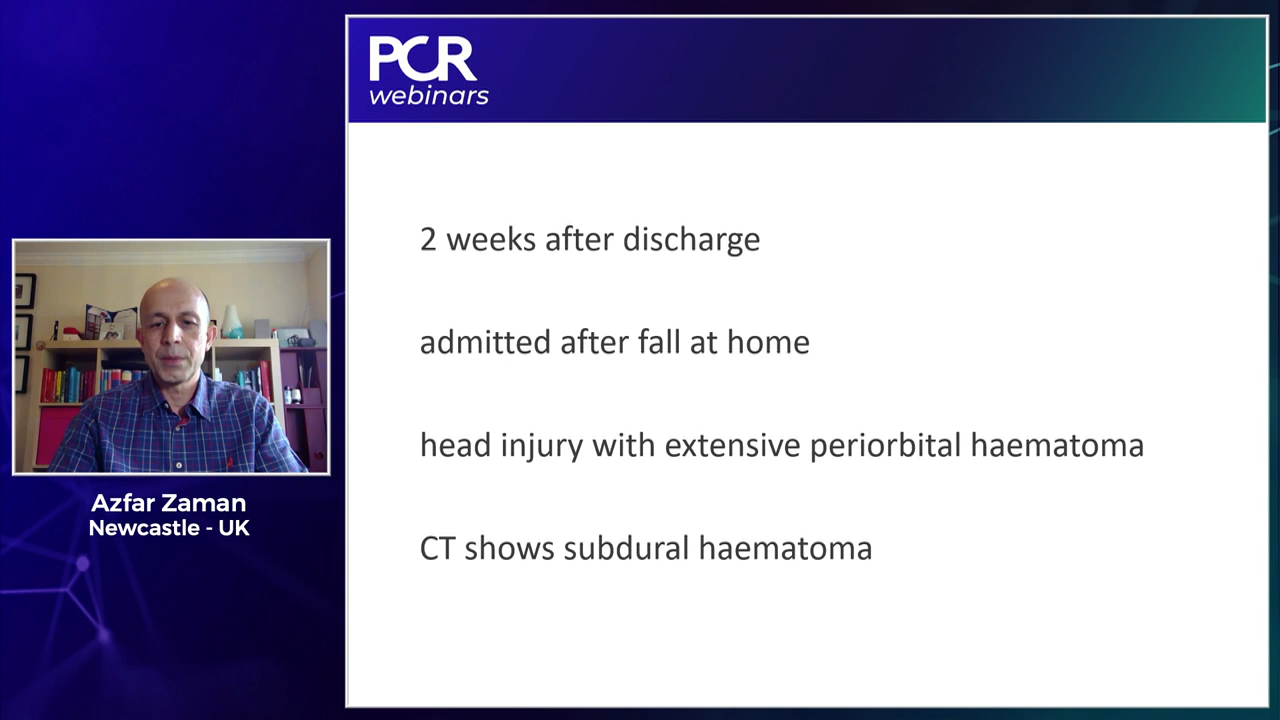 PCR
webinars
2 weeks after discharge
admitted after fall at home
head injury with extensive periorbital haematoma
CT shows subdural haematoma
Azfar Zaman
Newcastle - UK